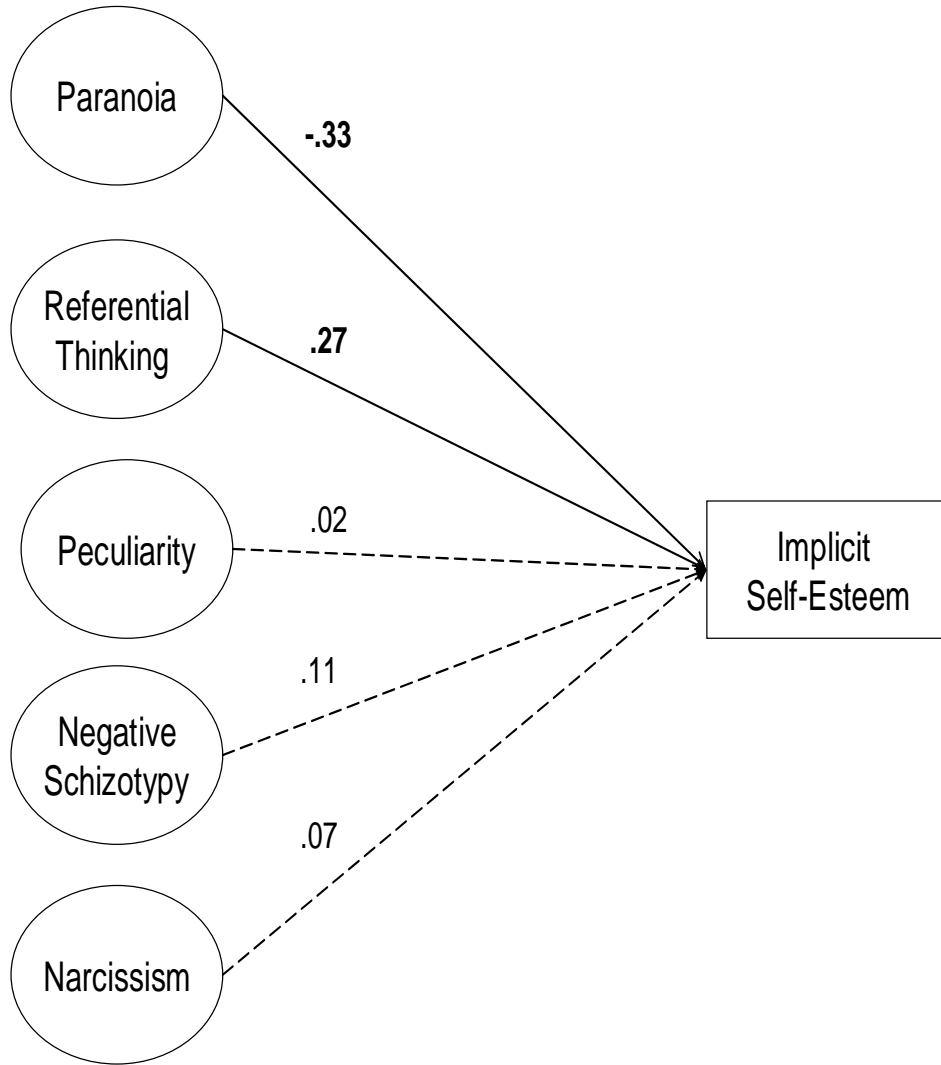 Paranoia
-.33
Referential
Thinking
.27
Peculiarity
.02
Implicit
Self-Esteem
Negative
Schizotypy
.11
Narcissism
.07